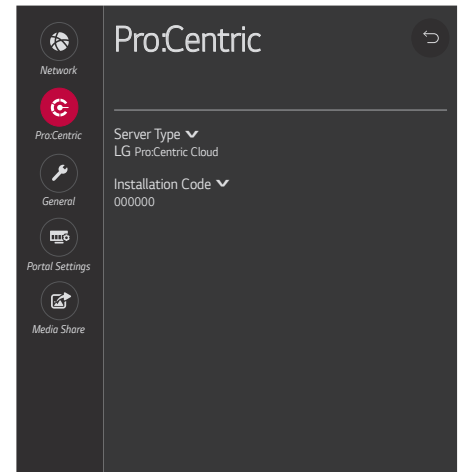 Pro:Centric
Network
Pro:Centric
General
Portal Settings
Media Share
Server Type
LG Pro:Centric Cloud
Installation Code
000000